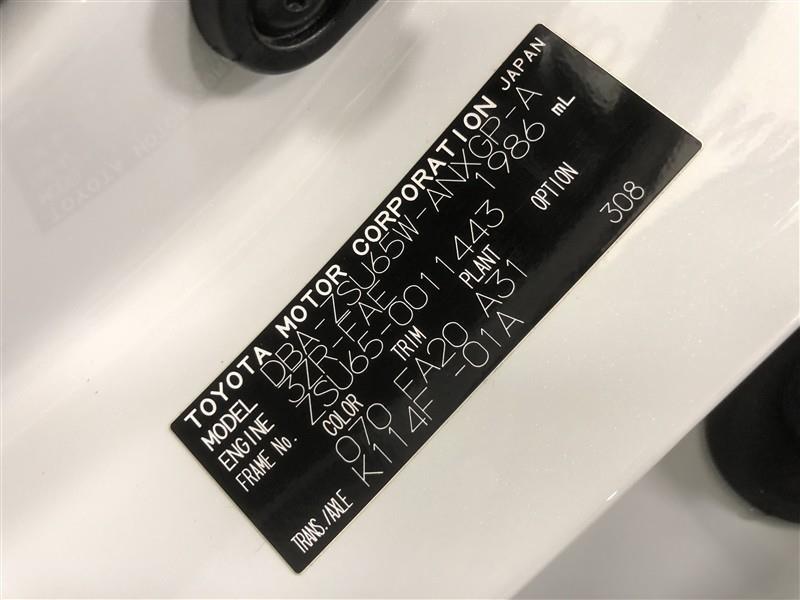 TOYOTA MOTOR CORPORATION JAPAN
MODEL DBA-ZSU65W-ANXGP-A
ENGINE 3ZR-FAE 1986 mL
FRAME No. ZSU65-0011443
COLOR TRIM PLANT OPTION
070 FA20 A31 308
TRANS./AXLE K114F -01A